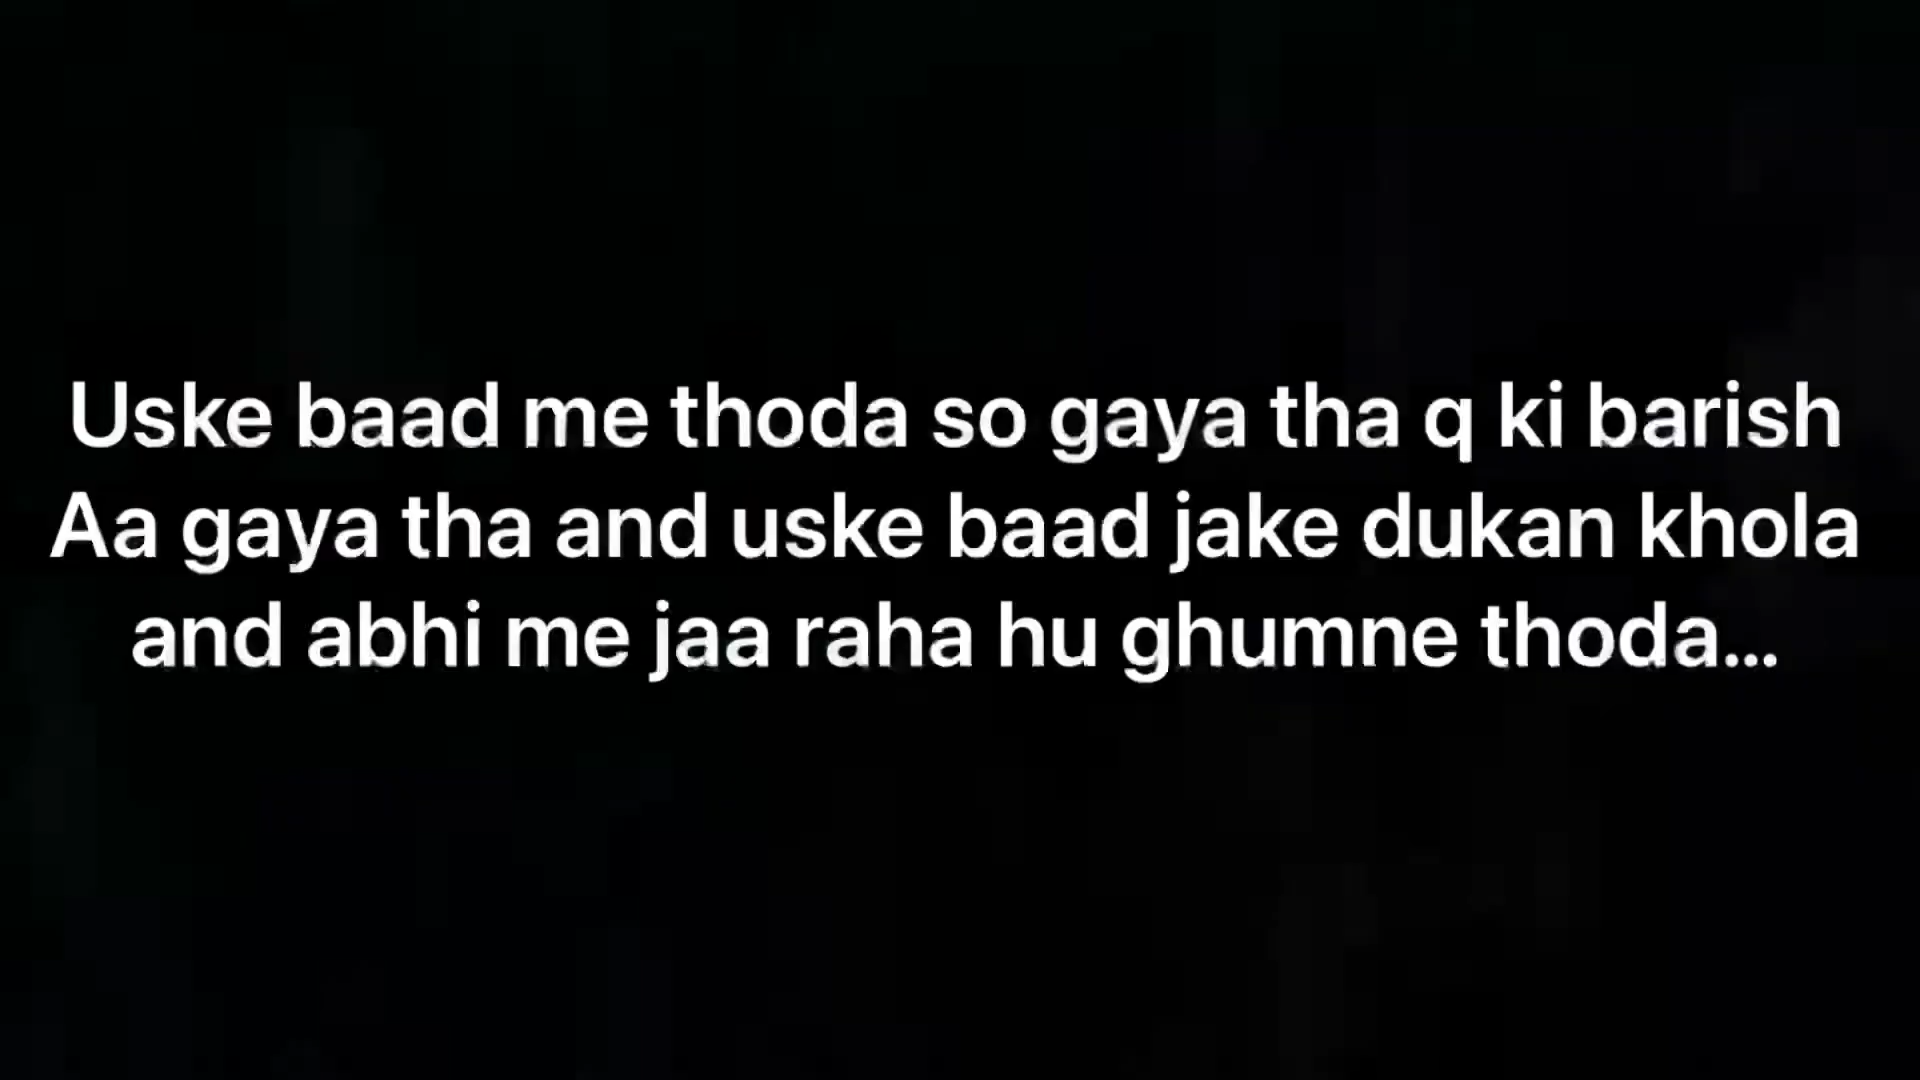 Uske baad me thoda so gaya tha q ki barish
Aa gaya tha and uske baad jake dukan khola
and abhi me jaa raha hu ghumne thoda...